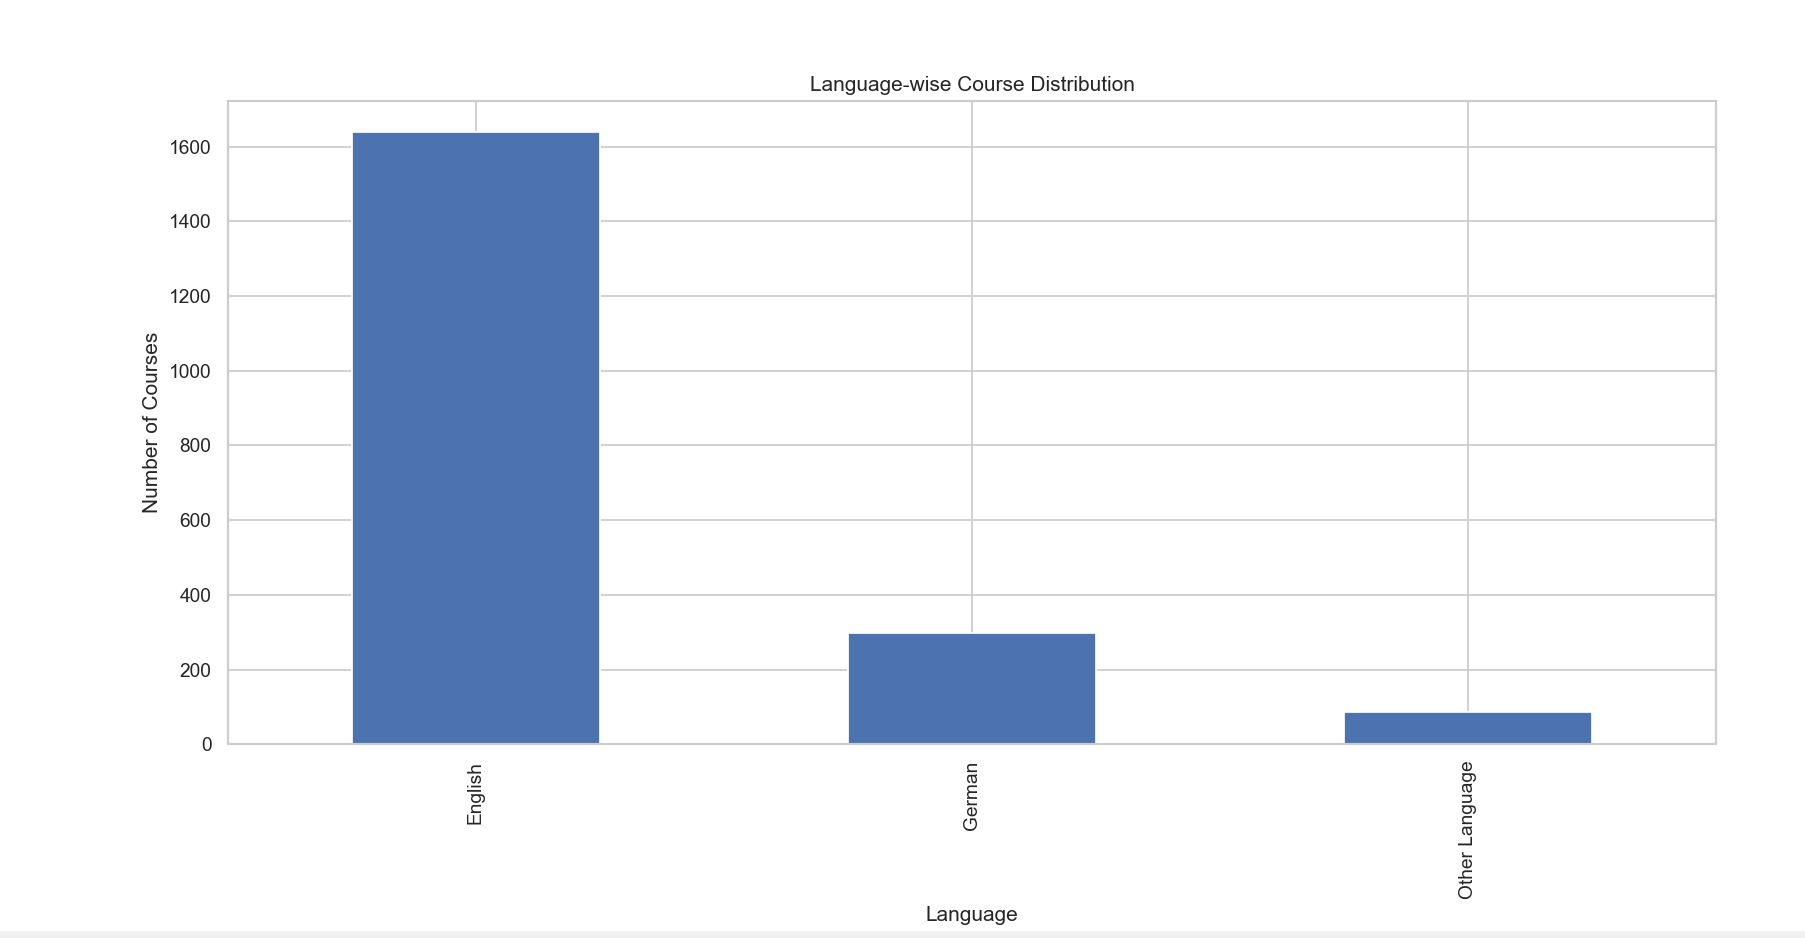 Language-wise Course Distribution
1600
1400
1200
1000
800
600
400
200
0
Number of Courses
English
German
Other Language
Language